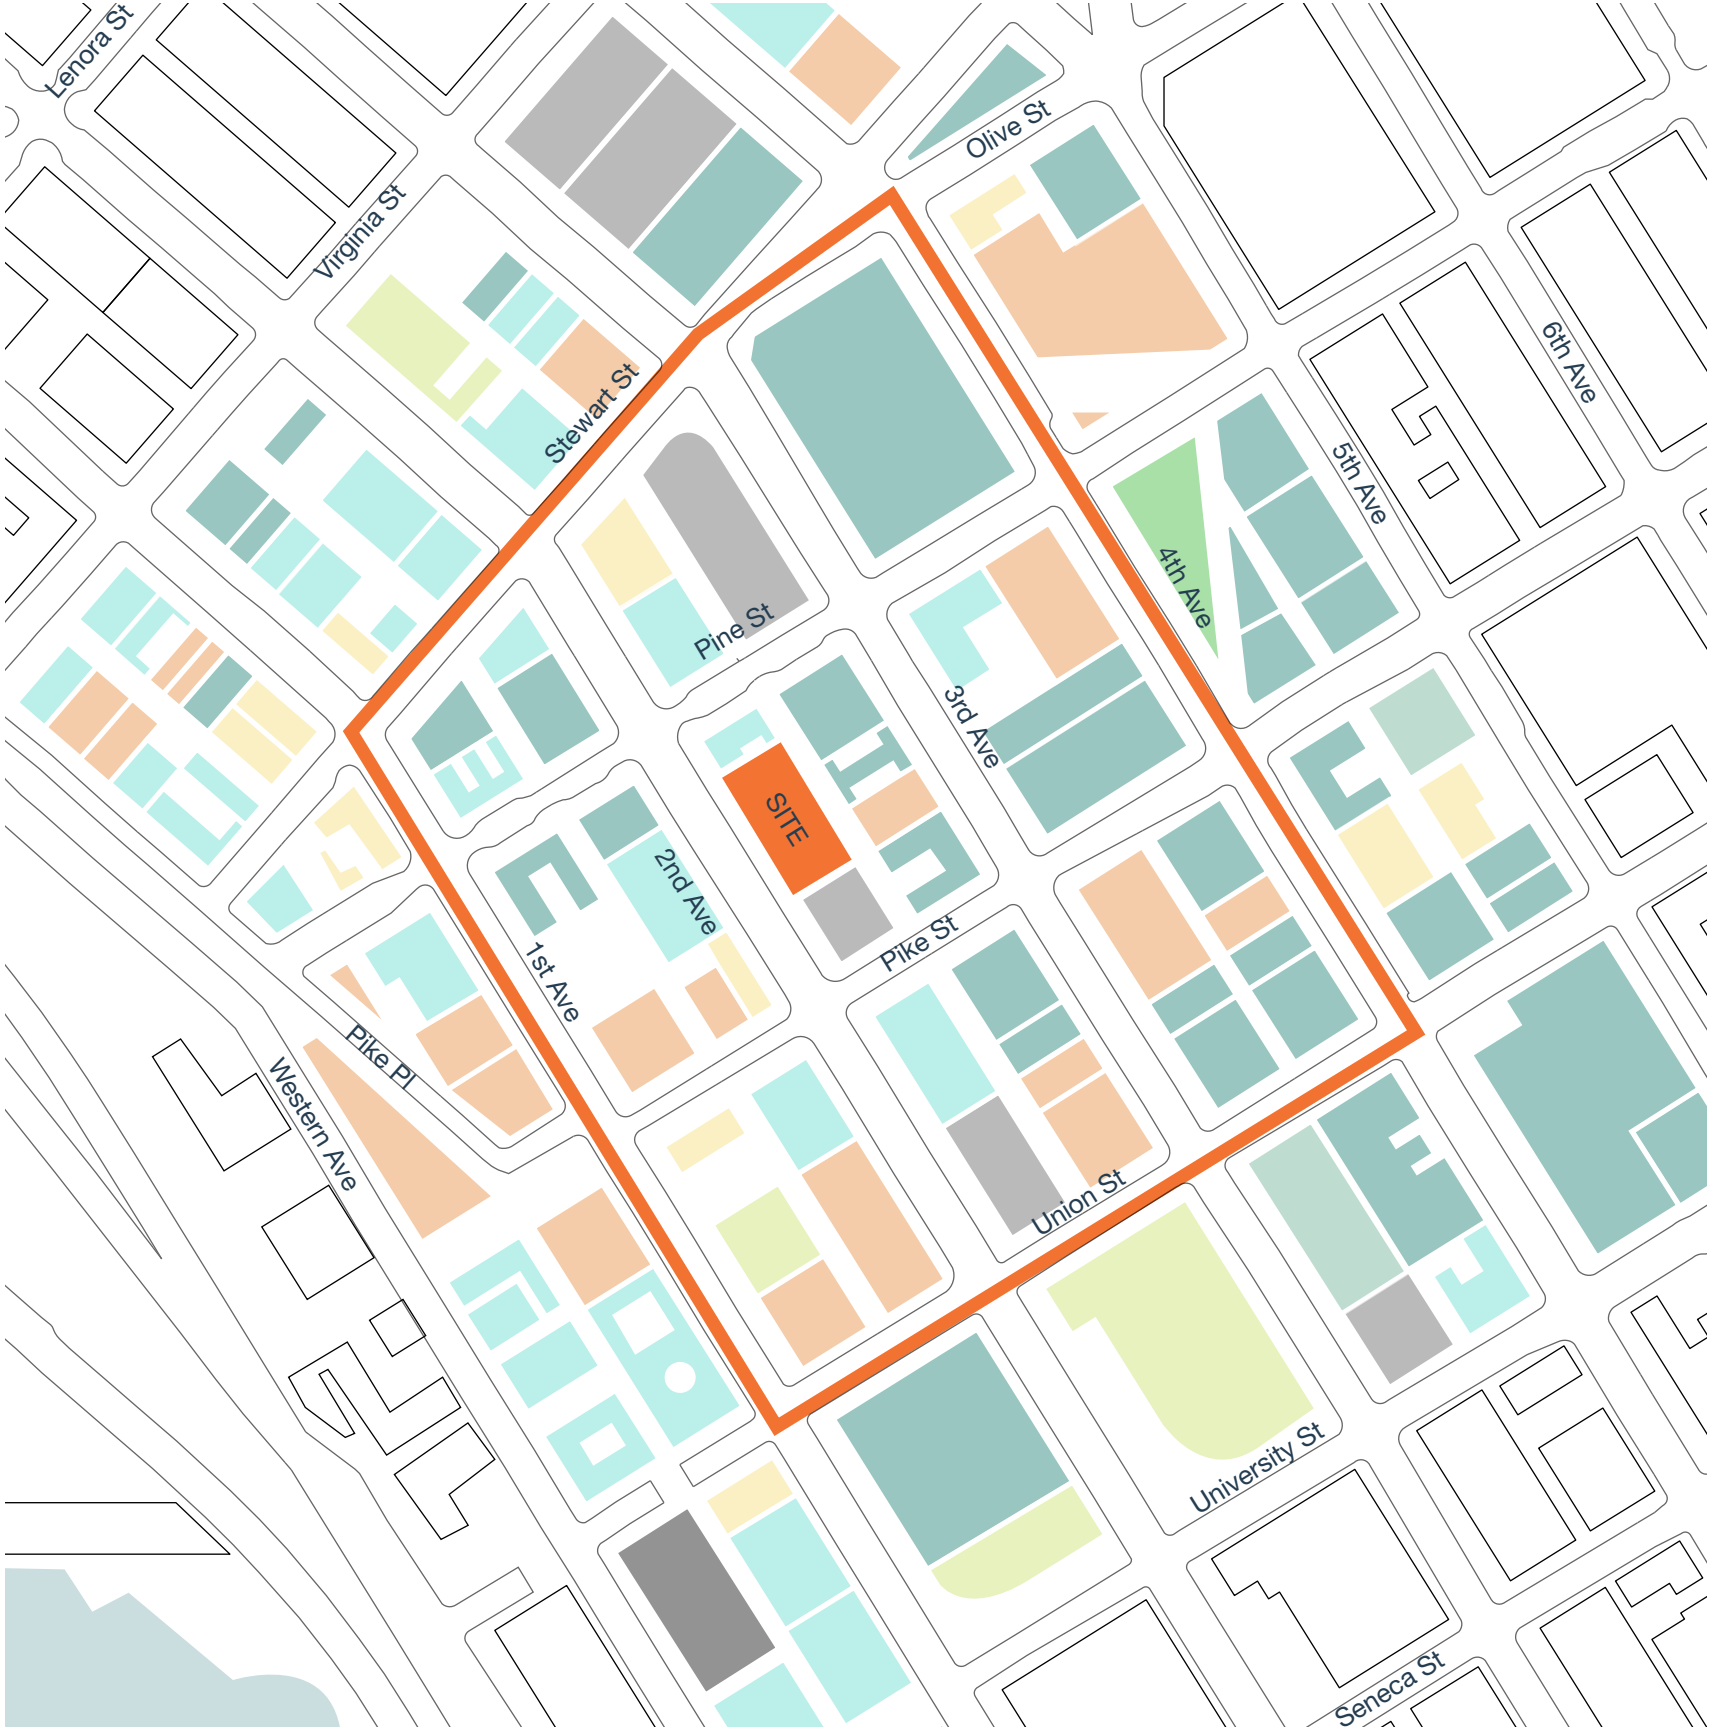 Lenora St
Virginia St
Olive St
Stewart St
6th Ave
5th Ave
4th Ave
Pine St
3rd Ave
SITE
2nd Ave
Pike St
1st Ave
Pike Pl
Western Ave
Union St
University St
Seneca St